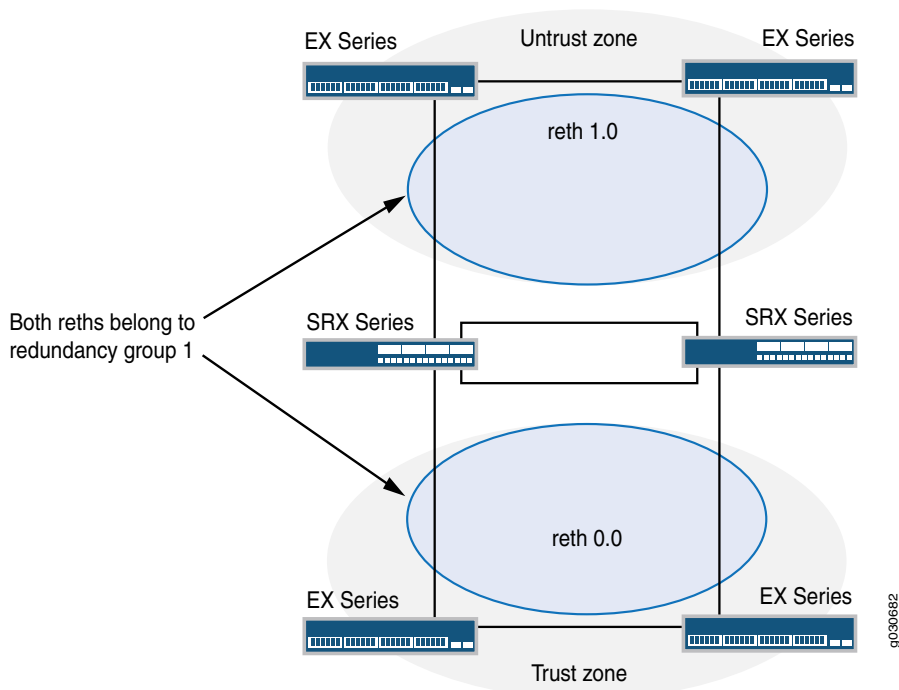 EX Series
Untrust zone
EX Series
reth 1.0
Both reths belong to
redundancy group 1
SRX Series
SRX Series
reth 0.0
EX Series
EX Series
Trust zone
g030682